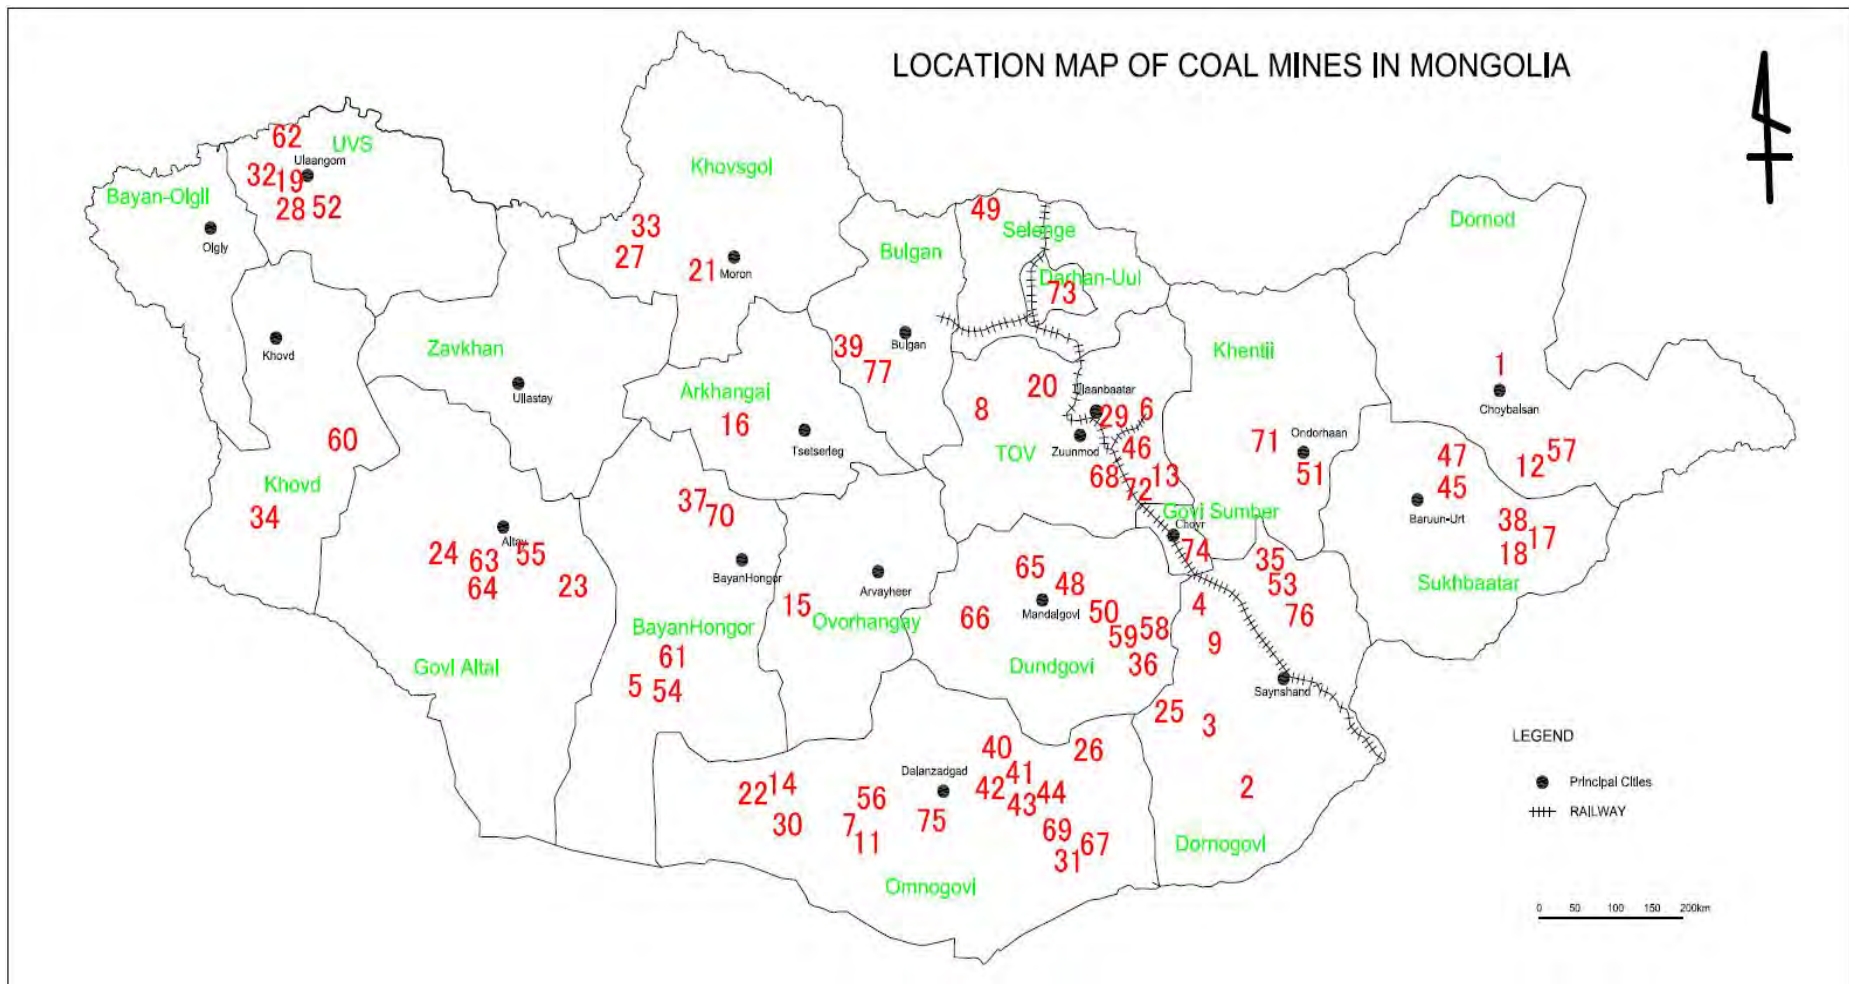 LOCATION MAP OF COAL MINES IN MONGOLIA
62
UVS
Ulaangom
32
19
28
52
Bayan-Olgii
Olgiy
Khovsgol
33
27
21
Moron
49
Selenge
Bulgan
Darhan-Uul
73
Dornod
Khovd
Zavkhan
Ullastay
39
Bulgan
77
Khentii
1
Choybalsan
Arkhangai
16
Tsetserleg
20
8
Ulaanbaatar
29
6
Zuunmod
46
TOV
68
13
72
71
Ondorhaan
51
47
45
12
57
Baruun-Urt
38
17
18
Sukhbaatar
60
Khovd
34
37
70
BayanHongor
Govi Sumber
Choyr
74
35
53
76
Altay
24
63
55
64
23
15
Arvayheer
Ovorhangay
65
48
Mandalgovi
66
50
59
58
36
Dundgovi
4
9
Saynshand
BayanHongor
61
5
54
Govi Altai
25
3
2
Dornogovi
40
26
Dalanzadgad
41
42
44
43
22
14
56
30
7
11
75
69
67
31
Omnogovi
LEGEND
Principal Cities
RAILWAY
0 50 100 150 200km